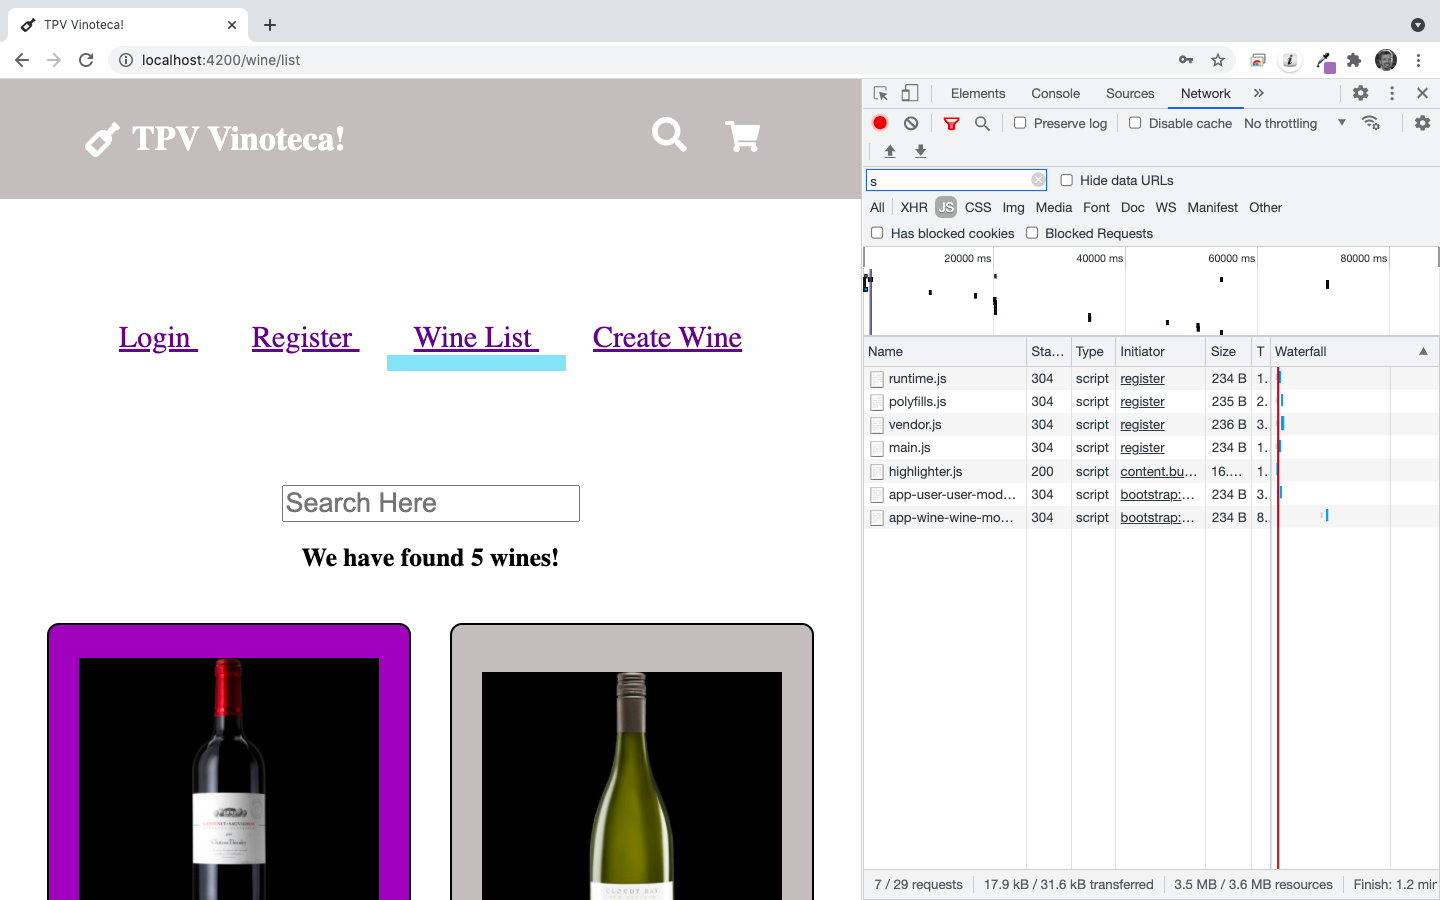 TPV Vinoteca!
localhost:4200/wine/list
TPV Vinoteca!
Login Register Wine List Create Wine
Search Here
We have found 5 wines!
CLOUDY BAY
Elements Console Sources Network
Preserve log Disable cache No throttling
s Hide data URLs
All XHR JS CSS Img Media Font Doc WS Manifest Other
Has blocked cookies Blocked Requests
20000 ms 40000 ms 60000 ms 80000 ms
Name Sta... Type Initiator Size T Waterfall
runtime.js 304 script register 234 B 1..
polyfills.js 304 script register 235 B 2..
vendor.js 304 script register 236 B 3..
main.js 304 script register 234 B 1..
highlighter.js 200 script content.bu... 16.... 1..
app-user-user-mod... 304 script bootstrap:... 234 B 3..
app-wine-wine-mo... 304 script bootstrap:... 234 B 8..
7 / 29 requests 17.9 kB / 31.6 kB transferred 3.5 MB / 3.6 MB resources Finish: 1.2 mir